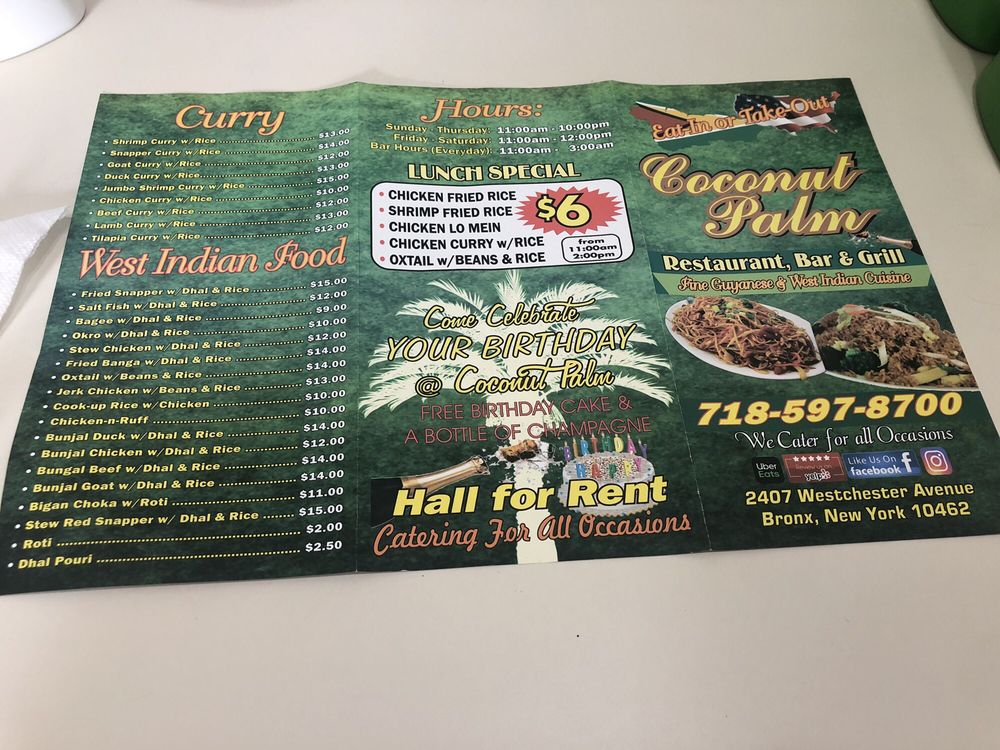 Curry
• Shrimp Curry w/Rice $13.00
• Snapper Curry w/Rice $14.00
• Goat Curry w/Rice $12.00
• Duck Curry w/Rice $13.00
• Jumbo Shrimp Curry w/Rice $15.00
• Chicken Curry w/Rice $10.00
• Beef Curry w/Rice $12.00
• Lamb Curry w/Rice $13.00
• Tilapia Curry w/Rice $12.00
West Indian Food
• Fried Snapper w/Dhal & Rice $15.00
• Salt Fish w/Dhal & Rice $12.00
• Bagee w/Dhal & Rice $9.00
• Okro w/Dhal & Rice $10.00
• Stew Chicken w/Dhal & Rice $12.00
• Fried Banga w/Dhal & Rice $14.00
• Oxtail w/Beans & Rice $14.00
• Jerk Chicken w/Beans & Rice $13.00
• Cook-up Rice w/Chicken $10.00
• Chicken-n-Ruff $10.00
• Bunjal Duck w/Dhal & Rice $14.00
• Bunjal Chicken w/Dhal & Rice $12.00
• Bungal Beef w/Dhal & Rice $14.00
• Bunjal Goat w/Dhal & Rice $14.00
• Bigan Choka w/Roti $11.00
• Stew Red Snapper w/ Dhal & Rice $15.00
• Roti $2.00
• Dhal Pouri $2.50
Hours:
Sunday - Thursday: 11:00am - 10:00pm
Friday - Saturday: 11:00am - 12:00pm
Bar Hours (Everyday): 11:00am - 3:00am
LUNCH SPECIAL
• CHICKEN FRIED RICE
• SHRIMP FRIED RICE
• CHICKEN LO MEIN
• CHICKEN CURRY w/RICE
• OXTAIL w/BEANS & RICE
$6
from
11:00am
2:00pm
Come Celebrate
YOUR BIRTHDAY
@ Coconut Palm
FREE BIRTHDAY CAKE &
A BOTTLE OF CHAMPAGNE
Hall for Rent
Catering For All Occasions
Eat-In or Take Out
Coconut
Palm
Restaurant, Bar & Grill
Fine Guyanese & West Indian Cuisine
718-597-8700
We Cater for all Occasions
Uber
Eats
yelp
Like Us On
facebook
2407 Westchester Avenue
Bronx, New York 10462